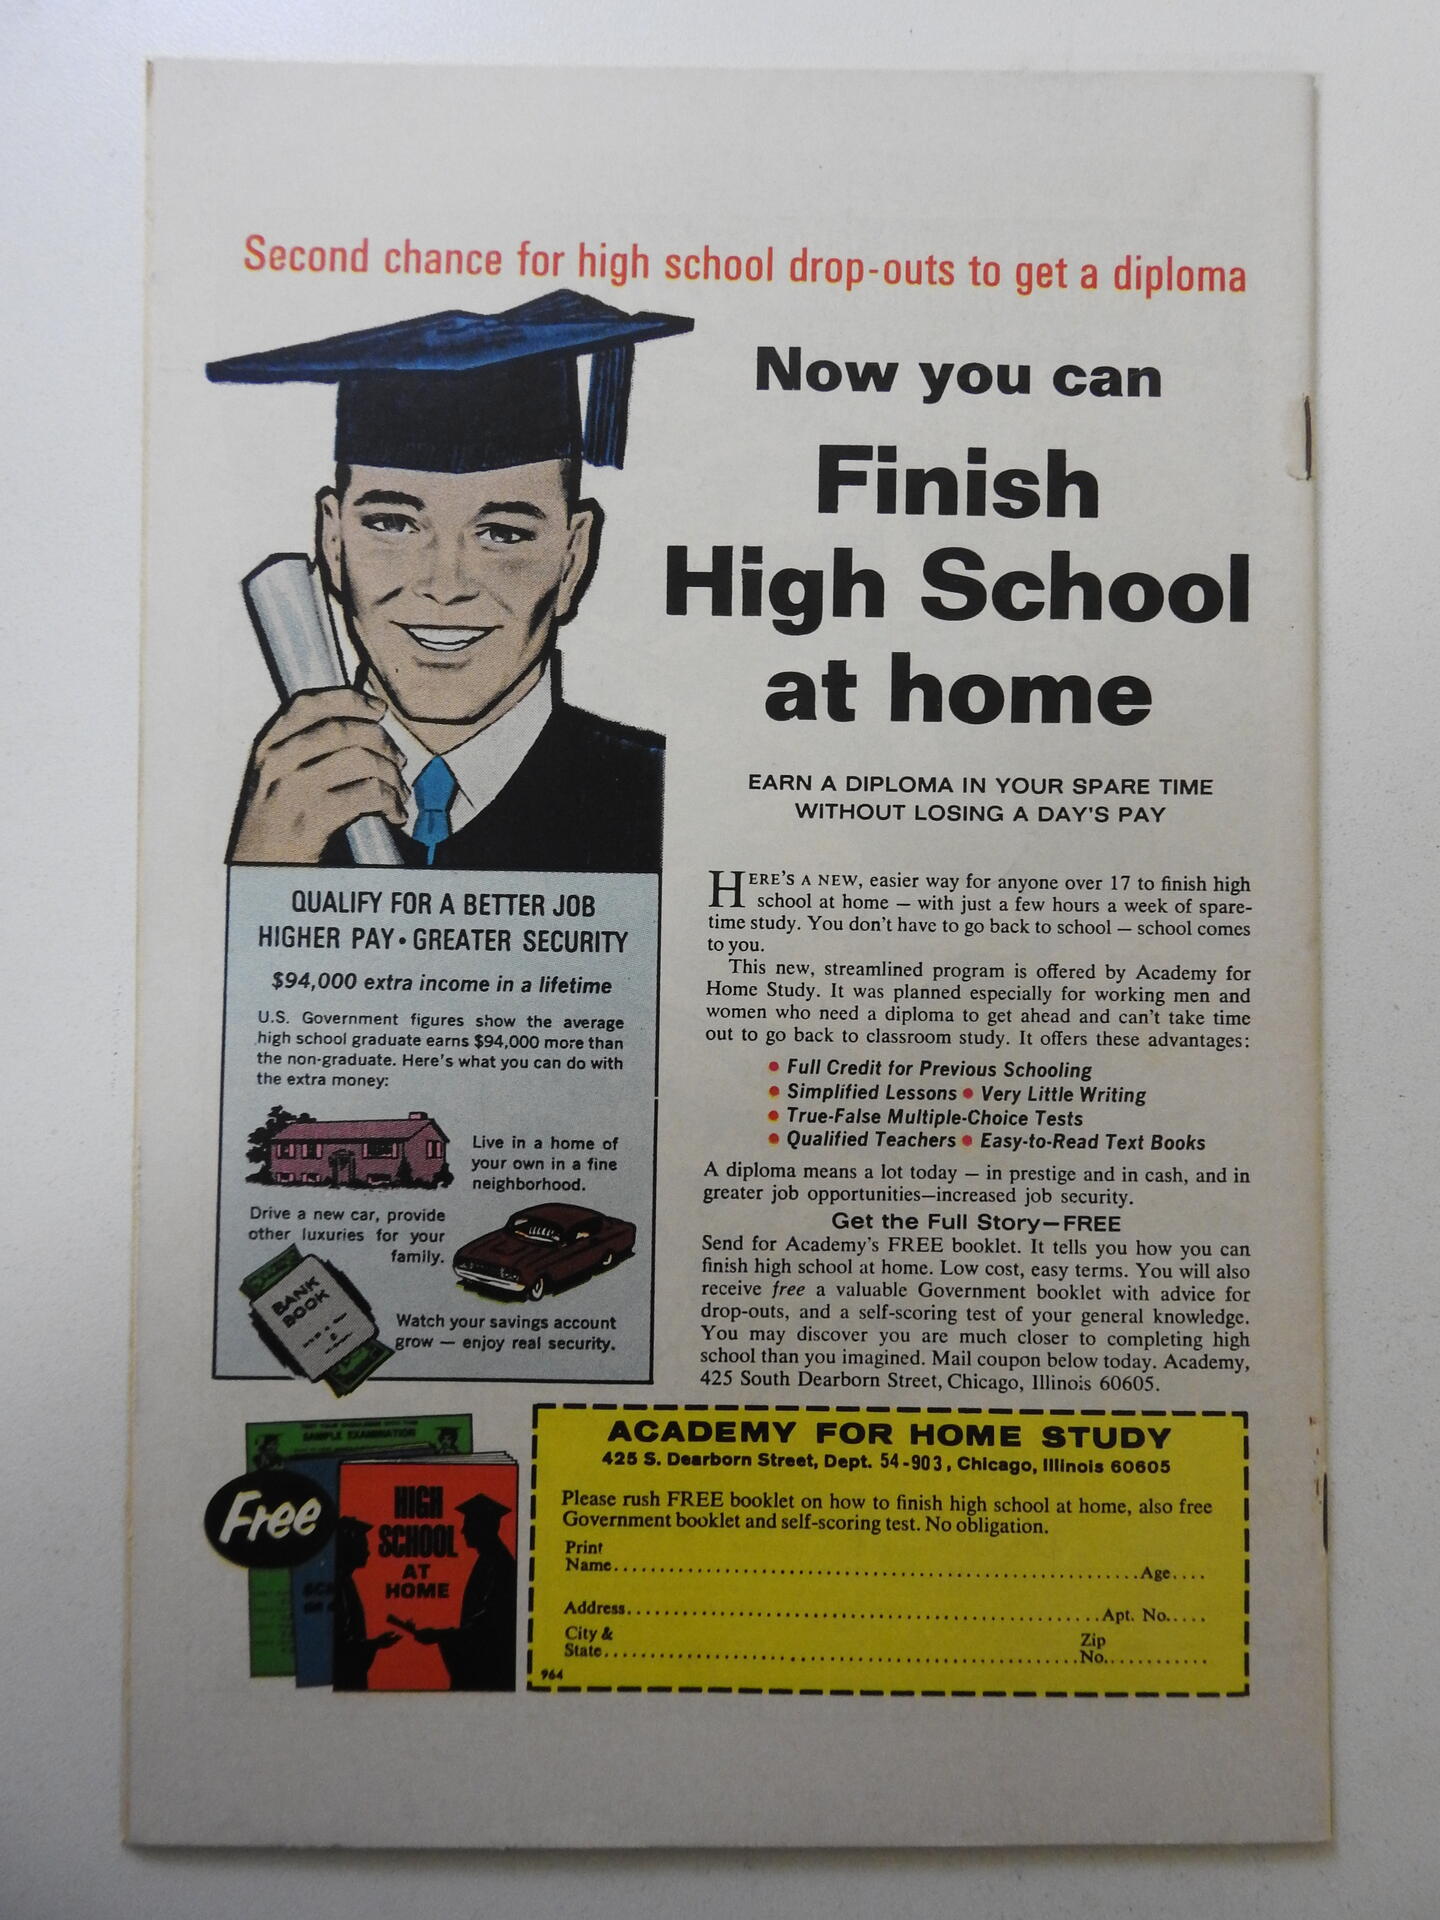 Second chance for high school drop-outs to get a diploma
Now you can
Finish
High School
at home
EARN A DIPLOMA IN YOUR SPARE TIME
WITHOUT LOSING A DAY'S PAY
QUALIFY FOR A BETTER JOB
HIGHER PAY • GREATER SECURITY
$94,000 extra income in a lifetime
U.S. Government figures show the average
high school graduate earns $94,000 more than
the non-graduate. Here's what you can do with
the extra money:
Live in a home of
your own in a fine
neighborhood.
Drive a new car, provide
other luxuries for your
family.
BANK
BOOK
Watch your savings account
grow — enjoy real security.
HERE'S A NEW, easier way for anyone over 17 to finish high
school at home — with just a few hours a week of spare-
time study. You don't have to go back to school — school comes
to you.
This new, streamlined program is offered by Academy for
Home Study. It was planned especially for working men and
women who need a diploma to get ahead and can't take time
out to go back to classroom study. It offers these advantages:
• Full Credit for Previous Schooling
• Simplified Lessons • Very Little Writing
• True-False Multiple-Choice Tests
• Qualified Teachers • Easy-to-Read Text Books
A diploma means a lot today — in prestige and in cash, and in
greater job opportunities—increased job security.
Get the Full Story—FREE
Send for Academy's FREE booklet. It tells you how you can
finish high school at home. Low cost, easy terms. You will also
receive free a valuable Government booklet with advice for
drop-outs, and a self-scoring test of your general knowledge.
You may discover you are much closer to completing high
school than you imagined. Mail coupon below today. Academy,
425 South Dearborn Street, Chicago, Illinois 60605.
SAMPLE EXAMINATION
Free
HIGH
SCHOOL
AT
HOME
ACADEMY FOR HOME STUDY
425 S. Dearborn Street, Dept. 54-903, Chicago, Illinois 60605
Please rush FREE booklet on how to finish high school at home, also free
Government booklet and self-scoring test. No obligation.
Print
Name..........Age....
Address..........Apt. No.....
City & Zip
State..........No...........
964